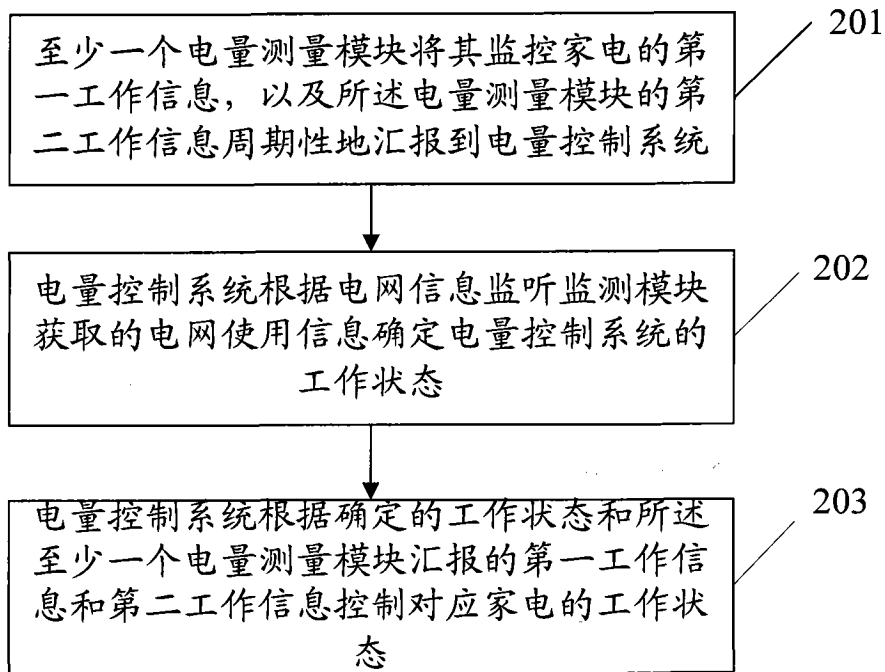 至少一个电量测量模块将其监控家电的第
一工作信息，以及所述电量测量模块的第
二工作信息周期性地汇报到电量控制系统
201
电量控制系统根据电网信息监听监测模块
获取的电网使用信息确定电量控制系统的
工作状态
202
电量控制系统根据确定的工作状态和所述
至少一个电量测量模块汇报的第一工作信
息和第二工作信息控制对应家电的工作状
态
203